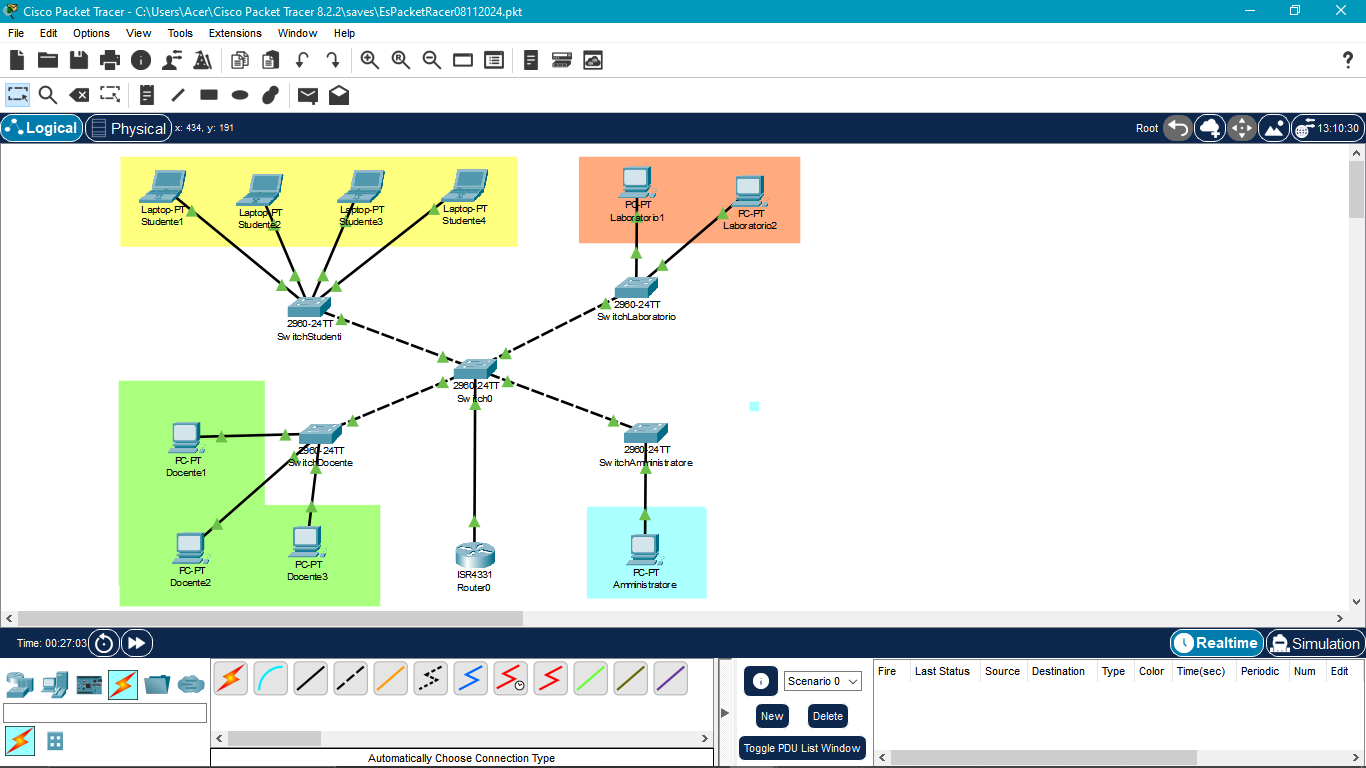 Cisco Packet Tracer - C:\Users\Acer\Cisco Packet Tracer 8.2.2\saves\EsPacketRacer08112024.pkt
File Edit Options View Tools Extensions Window Help
?
Logical Physical x: 434, y: 191 Root 13:10:30
Laptop-PT
Studente1
Laptop-PT
Studente2
Laptop-PT
Studente3
Laptop-PT
Studente4
PC-PT
Laboratorio1
PC-PT
Laboratorio2
2960-24TT
SwitchStudenti
2960-24TT
SwitchLaboratorio
2960-24TT
Switch0
PC-PT
Docente1
2960-24TT
SwitchDocente
2960-24TT
SwitchAmministratore
PC-PT
Docente2
PC-PT
Docente3
ISR4331
Router0
PC-PT
Amministratore
Time: 00:27:03 Realtime Simulation
Scenario 0
New Delete
Toggle PDU List Window
Fire Last Status Source Destination Type Color Time(sec) Periodic Num Edit
Automatically Choose Connection Type